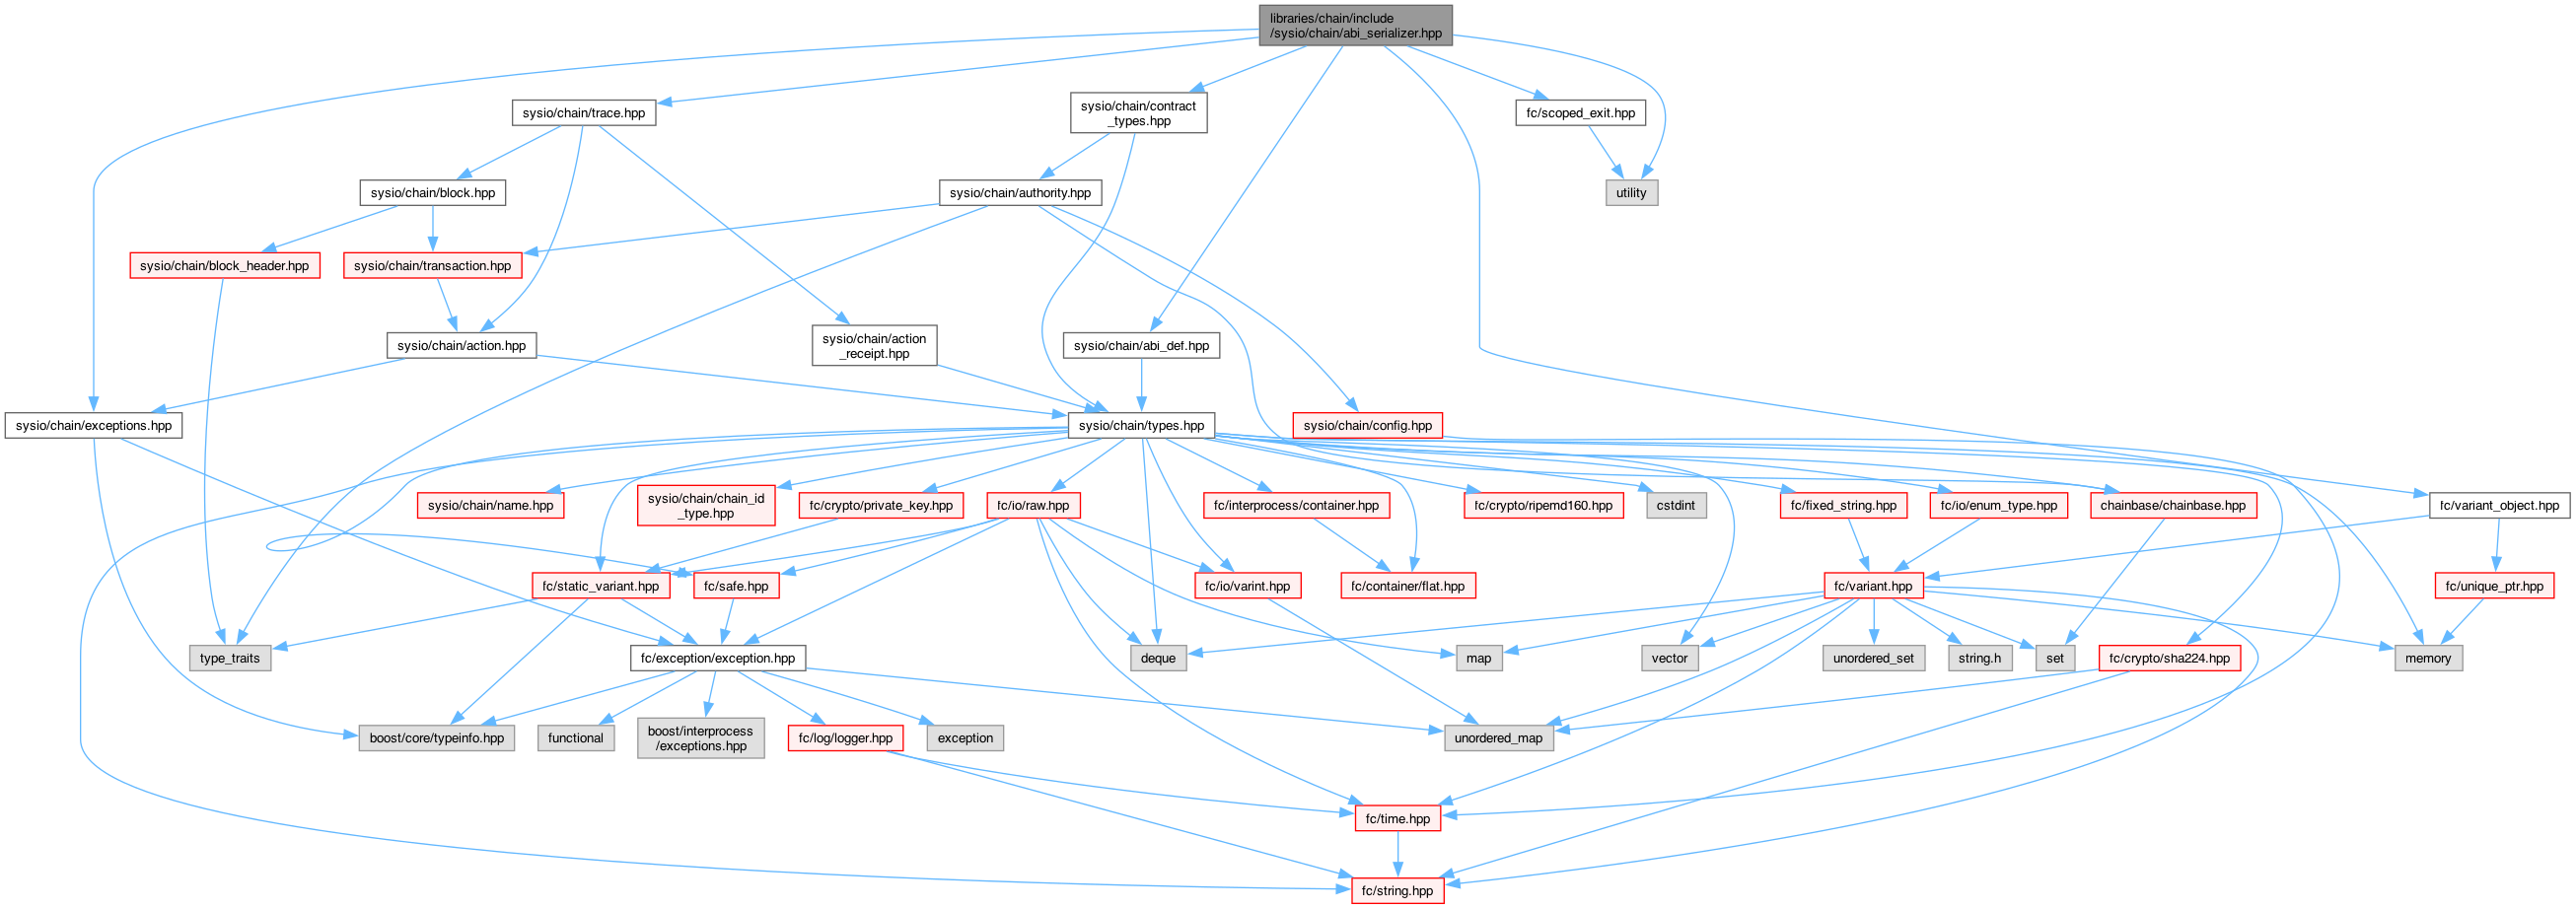 libraries/chain/include
/sysio/chain/abi_serializer.hpp
sysio/chain/trace.hpp
sysio/chain/contract
_types.hpp
fc/scoped_exit.hpp
sysio/chain/block.hpp
sysio/chain/authority.hpp
utility
sysio/chain/block_header.hpp
sysio/chain/transaction.hpp
sysio/chain/action.hpp
sysio/chain/action
_receipt.hpp
sysio/chain/abi_def.hpp
sysio/chain/exceptions.hpp
sysio/chain/types.hpp
sysio/chain/config.hpp
sysio/chain/name.hpp
sysio/chain/chain_id
_type.hpp
fc/crypto/private_key.hpp
fc/io/raw.hpp
fc/interprocess/container.hpp
fc/crypto/ripemd160.hpp
cstdint
fc/fixed_string.hpp
fc/io/enum_type.hpp
chainbase/chainbase.hpp
fc/variant_object.hpp
fc/static_variant.hpp
fc/safe.hpp
fc/io/varint.hpp
fc/container/flat.hpp
fc/variant.hpp
fc/unique_ptr.hpp
type_traits
fc/exception/exception.hpp
deque
map
vector
unordered_set
string.h
set
fc/crypto/sha224.hpp
memory
boost/core/typeinfo.hpp
functional
boost/interprocess
/exceptions.hpp
fc/log/logger.hpp
exception
unordered_map
fc/time.hpp
fc/string.hpp